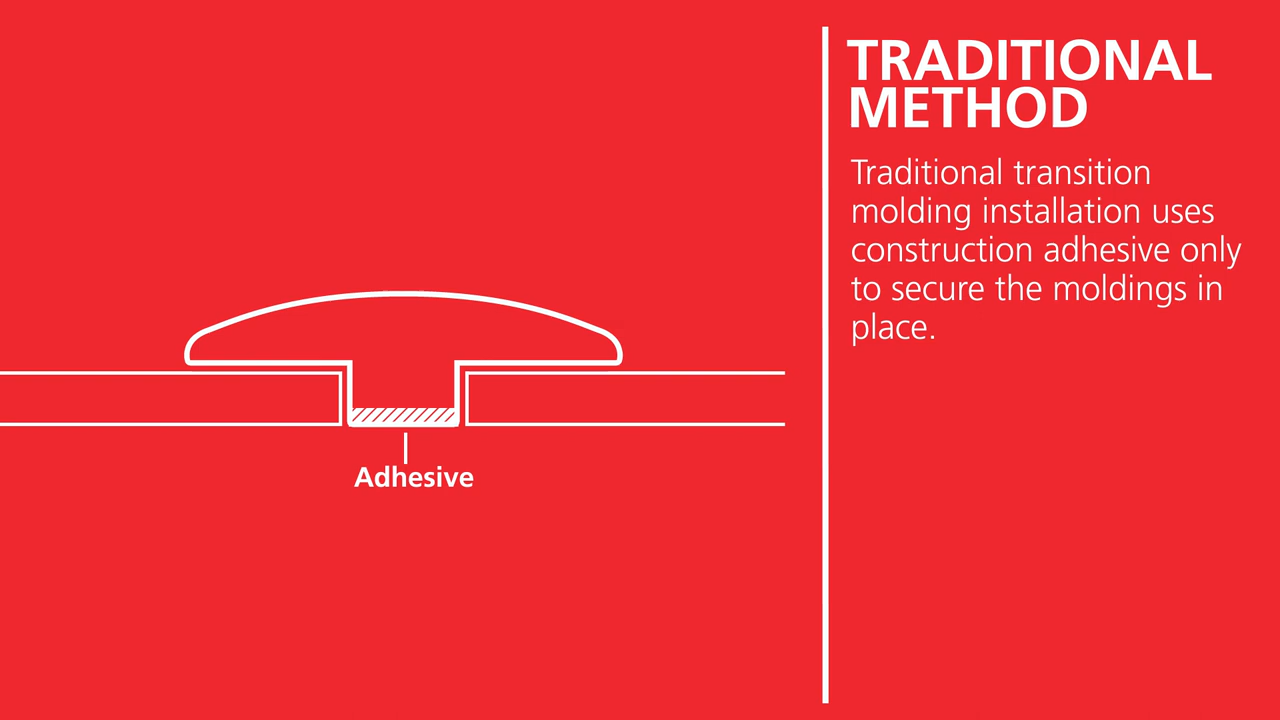 TRADITIONAL
METHOD
Traditional transition
molding installation uses
construction adhesive only
to secure the moldings in
place.
Adhesive